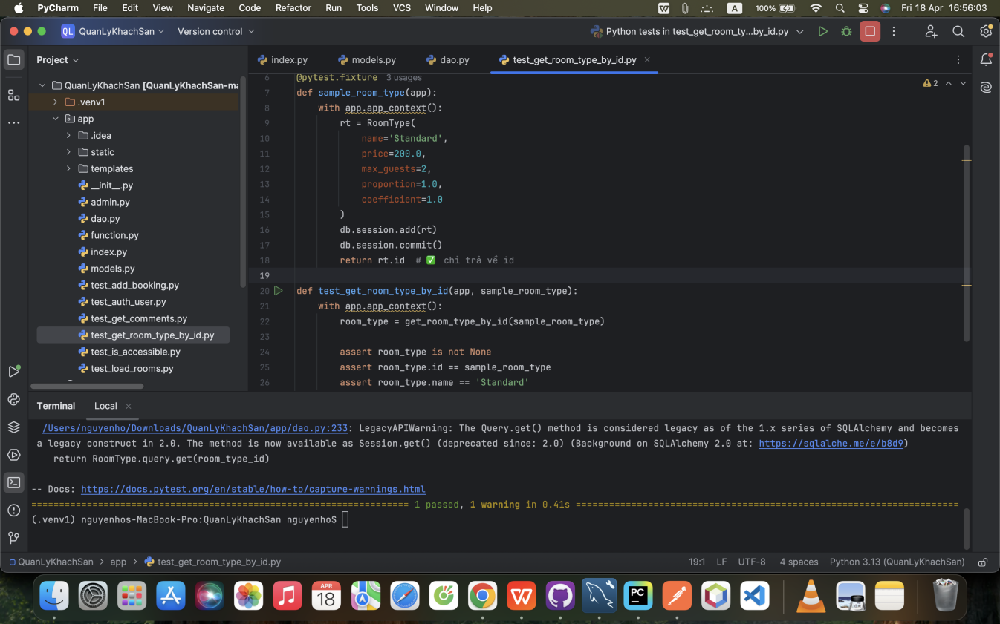 PyCharm File Edit View Navigate Code Refactor Run Tools VCS Window Help A 100% Fri 18 Apr 16:56:03
QL QuanLyKhachSan Version control Python tests in test_get_room_ty...by_id.py
Project
index.py models.py dao.py test_get_room_type_by_id.py
QuanLyKhachSan [QuanLyKhachSan-ma
.venv1
app
.idea
static
templates
__init__.py
admin.py
dao.py
function.py
index.py
models.py
test_add_booking.py
test_auth_user.py
test_get_comments.py
test_get_room_type_by_id.py
test_is_accessible.py
test_load_rooms.py
2
6 @pytest.fixture 3 usages
7 def sample_room_type(app):
8 with app.app_context():
9 rt = RoomType(
10 name='Standard',
11 price=200.0,
12 max_guests=2,
13 proportion=1.0,
14 coefficient=1.0
15 )
16 db.session.add(rt)
17 db.session.commit()
18 return rt.id # ✅ chỉ trả về id
19
20 def test_get_room_type_by_id(app, sample_room_type):
21 with app.app_context():
22 room_type = get_room_type_by_id(sample_room_type)
23
24 assert room_type is not None
25 assert room_type.id == sample_room_type
26 assert room_type.name == 'Standard'
Terminal Local
/Users/nguyenho/Downloads/QuanLyKhachSan/app/dao.py:233: LegacyAPIWarning: The Query.get() method is considered legacy as of the 1.x series of SQLAlchemy and becomes
a legacy construct in 2.0. The method is now available as Session.get() (deprecated since: 2.0) (Background on SQLAlchemy 2.0 at: https://sqlalche.me/e/b8d9)
return RoomType.query.get(room_type_id)
-- Docs: https://docs.pytest.org/en/stable/how-to/capture-warnings.html
1 passed, 1 warning in 0.41s
(.venv1) nguyenhos-MacBook-Pro:QuanLyKhachSan nguyenho$
QuanLyKhachSan app test_get_room_type_by_id.py 19:1 LF UTF-8 4 spaces Python 3.13 (QuanLyKhachSan)
APR
18
PC